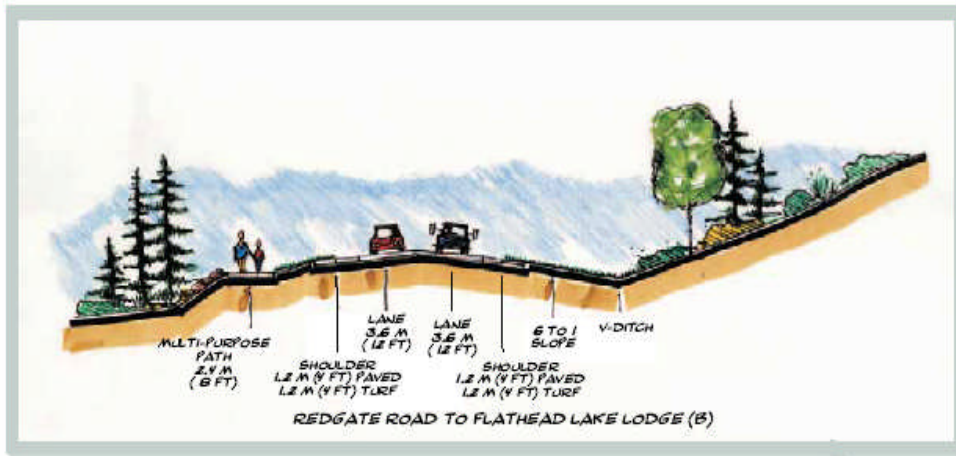 MULTI-PURPOSE
PATH
2.4 M
(8 FT)
SHOULDER
1.2 M (4 FT) PAVED
1.2 M (4 FT) TURF
LANE
3.6 M
(12 FT)
LANE
3.6 M
(12 FT)
SHOULDER
1.2 M (4 FT) PAVED
1.2 M (4 FT) TURF
6 TO 1
SLOPE
V-DITCH
REDGATE ROAD TO FLATHEAD LAKE LODGE (B)